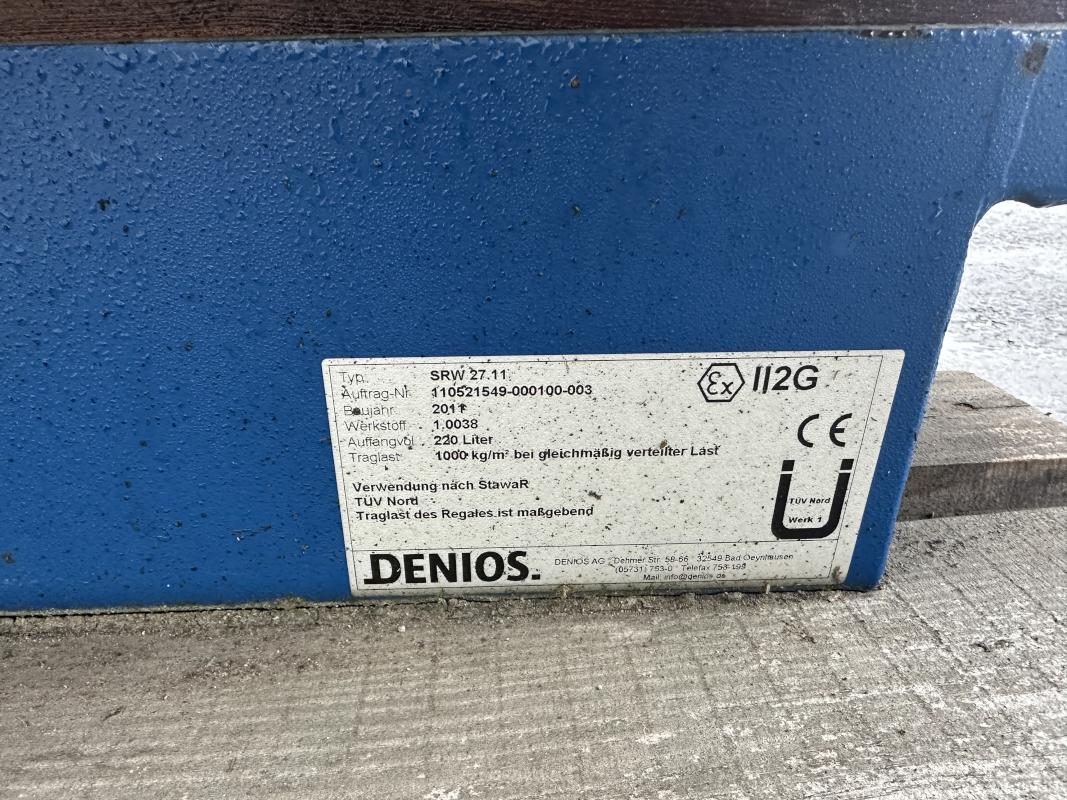 Typ. SRW 27.11
Auftrag-Nr. 110521549-000100-003
Baujahr 2011
Werkstoff 1.0038
Auffangvol. 220 Liter
Traglast 1000 kg/m² bei gleichmäßig verteilter Last
Verwendung nach StawaR
TÜV Nord
Traglast des Regales ist maßgebend
Ex II2G
CE
TÜV Nord
Werk 1
DENIOS.
DENIOS AG Dehmer Str. 58-66 32549 Bad Oeynhausen
(05731) 753-0 Telefax 753-199
Mail: info@denios.de